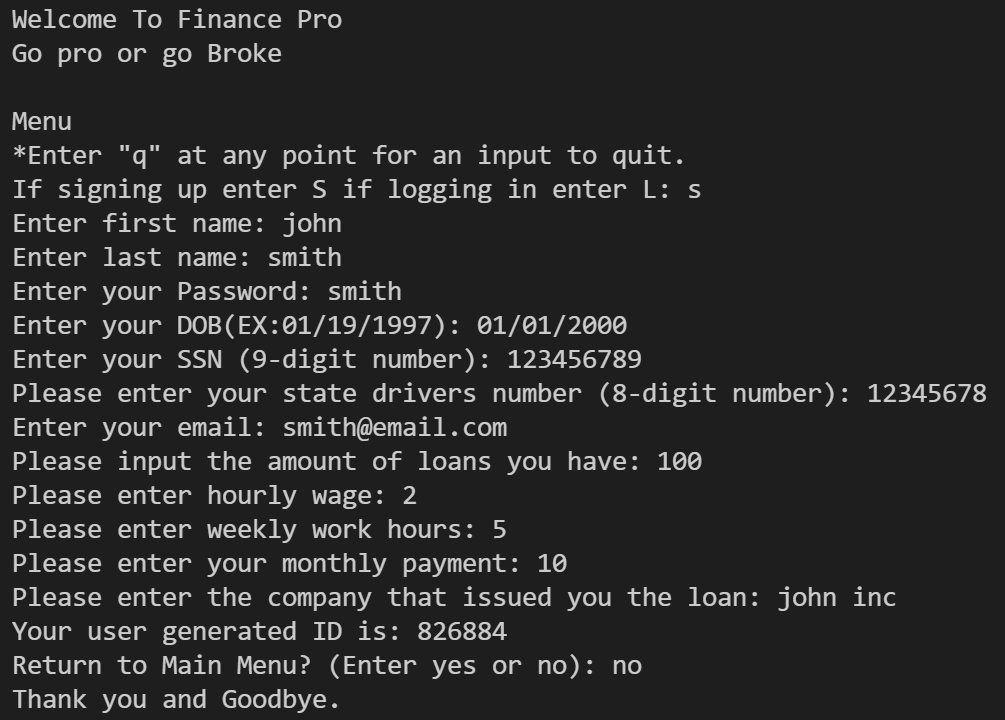 Welcome To Finance Pro
Go pro or go Broke
Menu
*Enter "q" at any point for an input to quit.
If signing up enter S if logging in enter L: s
Enter first name: john
Enter last name: smith
Enter your Password: smith
Enter your DOB(EX:01/19/1997): 01/01/2000
Enter your SSN (9-digit number): 123456789
Please enter your state drivers number (8-digit number): 12345678
Enter your email: smith@email.com
Please input the amount of loans you have: 100
Please enter hourly wage: 2
Please enter weekly work hours: 5
Please enter your monthly payment: 10
Please enter the company that issued you the loan: john inc
Your user generated ID is: 826884
Return to Main Menu? (Enter yes or no): no
Thank you and Goodbye.